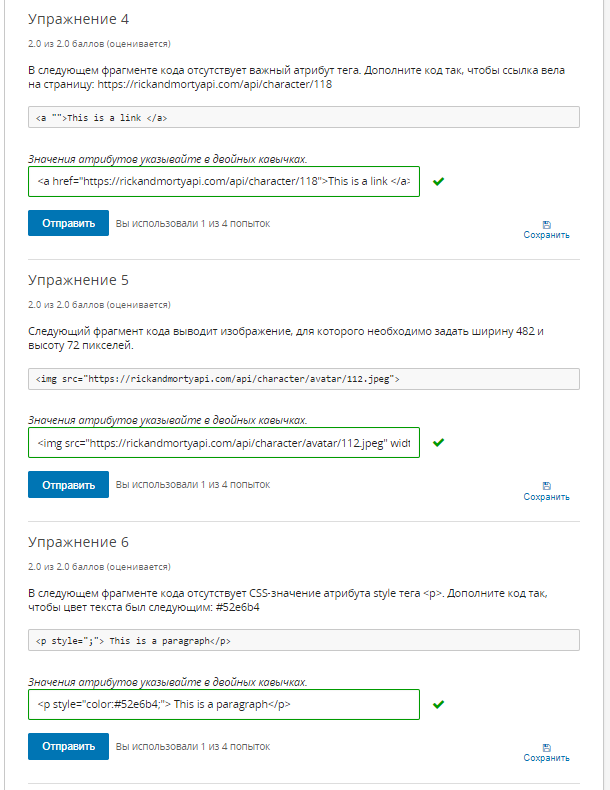 Упражнение 4
2.0 из 2.0 баллов (оценивается)
В следующем фрагменте кода отсутствует важный атрибут тега. Дополните код так, чтобы ссылка вела
на страницу: https://rickandmortyapi.com/api/character/118
<a "">This is a link </a>
Значения атрибутов указывайте в двойных кавычках.
<a href="https://rickandmortyapi.com/api/character/118">This is a link </a>
Отправить
Вы использовали 1 из 4 попыток
Сохранить
Упражнение 5
2.0 из 2.0 баллов (оценивается)
Следующий фрагмент кода выводит изображение, для которого необходимо задать ширину 482 и
высоту 72 пикселей.
<img src="https://rickandmortyapi.com/api/character/avatar/112.jpeg">
Значения атрибутов указывайте в двойных кавычках.
<img src="https://rickandmortyapi.com/api/character/avatar/112.jpeg" widt
Отправить
Вы использовали 1 из 4 попыток
Сохранить
Упражнение 6
2.0 из 2.0 баллов (оценивается)
В следующем фрагменте кода отсутствует CSS-значение атрибута style тега <p>. Дополните код так,
чтобы цвет текста был следующим: #52e6b4
<p style=";"> This is a paragraph</p>
Значения атрибутов указывайте в двойных кавычках.
<p style="color:#52e6b4;"> This is a paragraph</p>
Отправить
Вы использовали 1 из 4 попыток
Сохранить